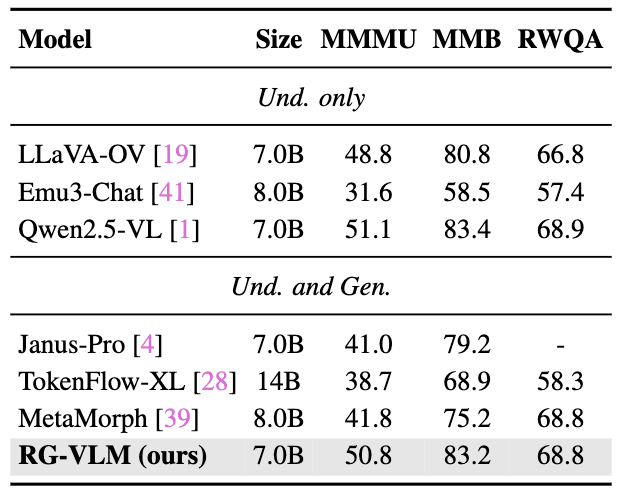 Model Size MMMU MMB RWQA
Und. only
LLaVA-OV [19] 7.0B 48.8 80.8 66.8
Emu3-Chat [41] 8.0B 31.6 58.5 57.4
Qwen2.5-VL [1] 7.0B 51.1 83.4 68.9
Und. and Gen.
Janus-Pro [4] 7.0B 41.0 79.2 -
TokenFlow-XL [28] 14B 38.7 68.9 58.3
MetaMorph [39] 8.0B 41.8 75.2 68.8
RG-VLM (ours) 7.0B 50.8 83.2 68.8